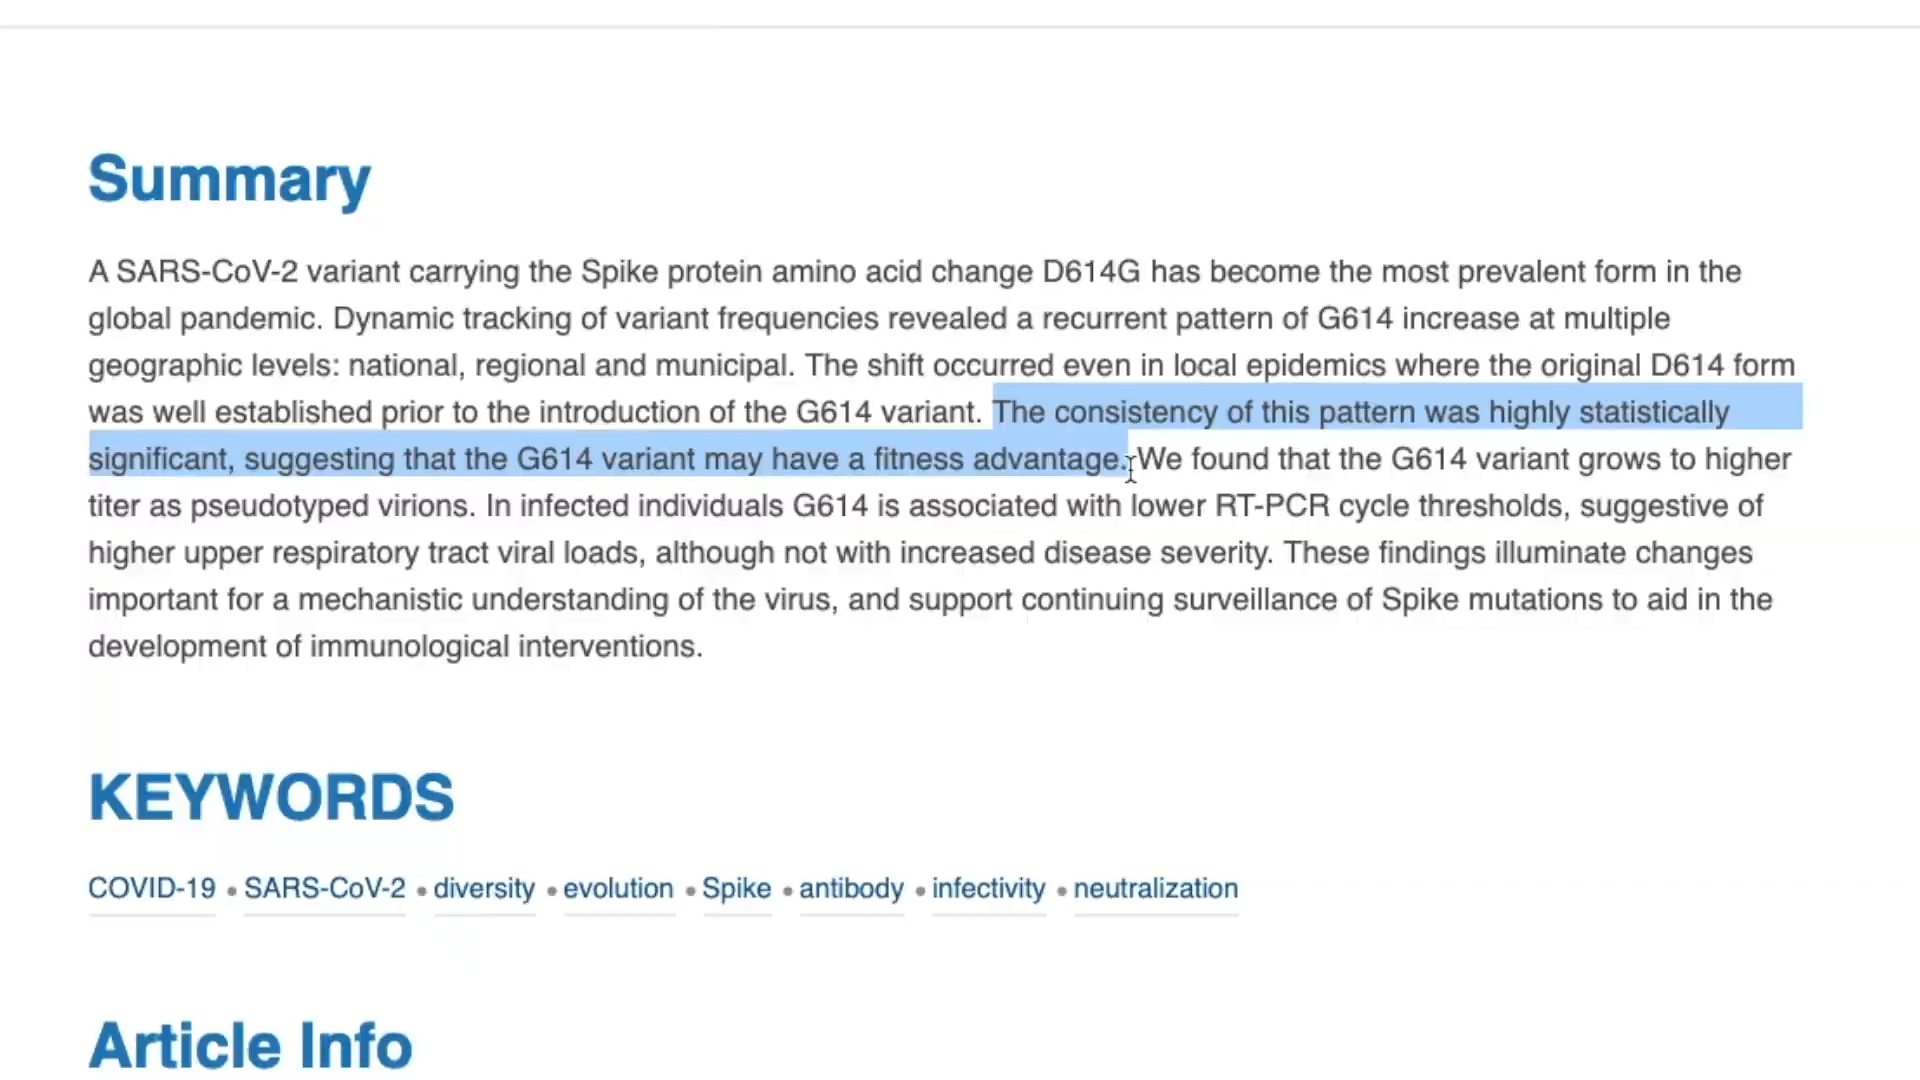 Summary
A SARS-CoV-2 variant carrying the Spike protein amino acid change D614G has become the most prevalent form in the
global pandemic. Dynamic tracking of variant frequencies revealed a recurrent pattern of G614 increase at multiple
geographic levels: national, regional and municipal. The shift occurred even in local epidemics where the original D614 form
was well established prior to the introduction of the G614 variant. The consistency of this pattern was highly statistically
significant, suggesting that the G614 variant may have a fitness advantage. We found that the G614 variant grows to higher
titer as pseudotyped virions. In infected individuals G614 is associated with lower RT-PCR cycle thresholds, suggestive of
higher upper respiratory tract viral loads, although not with increased disease severity. These findings illuminate changes
important for a mechanistic understanding of the virus, and support continuing surveillance of Spike mutations to aid in the
development of immunological interventions.
KEYWORDS
COVID-19 • SARS-CoV-2 • diversity • evolution • Spike • antibody • infectivity • neutralization
Article Info